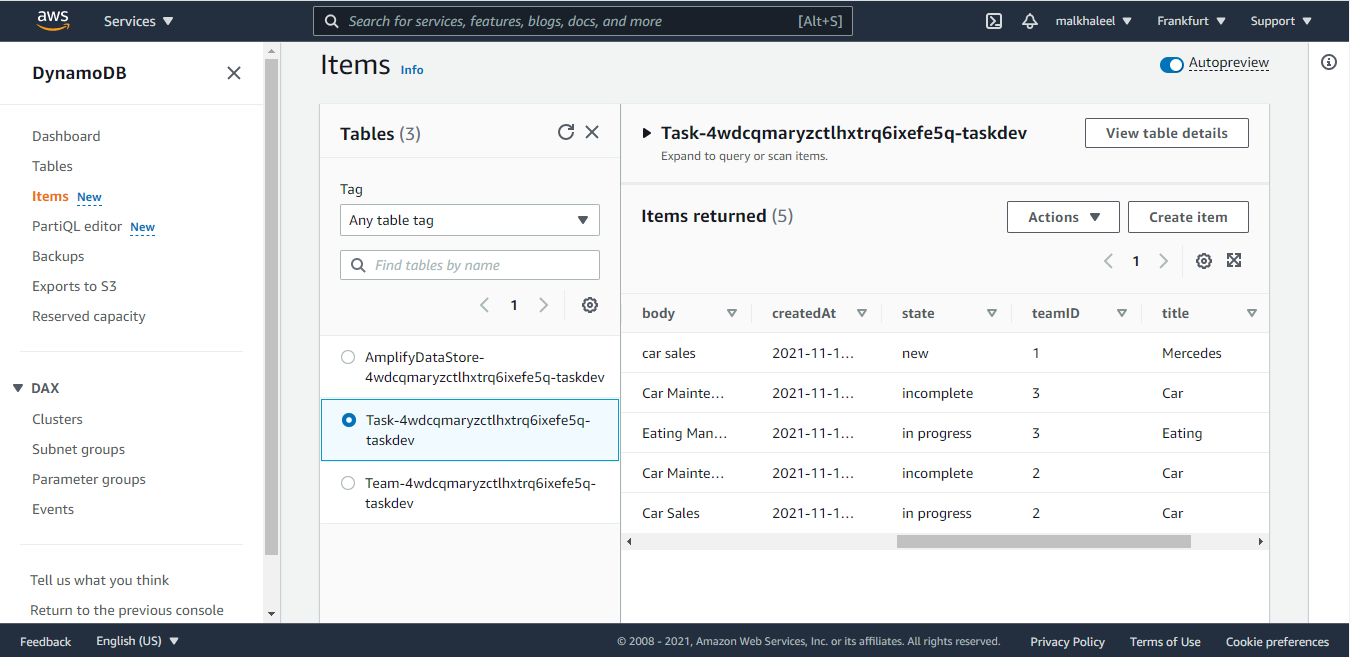 aws Services Search for services, features, blogs, docs, and more [Alt+S] malkhaleel Frankfurt Support
DynamoDB
Dashboard
Tables
Items New
PartiQL editor New
Backups
Exports to S3
Reserved capacity
DAX
Clusters
Subnet groups
Parameter groups
Events
Tell us what you think
Return to the previous console
Items Info
Autopreview
Tables (3)
Tag
Any table tag
Find tables by name
1
AmplifyDataStore-
4wdcqmaryzctlhxtrq6ixefe5q-taskdev
Task-4wdcqmaryzctlhxtrq6ixefe5q-
taskdev
Team-4wdcqmaryzctlhxtrq6ixefe5q-
taskdev
Task-4wdcqmaryzctlhxtrq6ixefe5q-taskdev
Expand to query or scan items.
View table details
Items returned (5)
Actions Create item
1
body createdAt state teamID title
car sales 2021-11-1... new 1 Mercedes
Car Mainte... 2021-11-1... incomplete 3 Car
Eating Man... 2021-11-1... in progress 3 Eating
Car Mainte... 2021-11-1... incomplete 2 Car
Car Sales 2021-11-1... in progress 2 Car
Feedback English (US) © 2008 - 2021, Amazon Web Services, Inc. or its affiliates. All rights reserved. Privacy Policy Terms of Use Cookie preferences